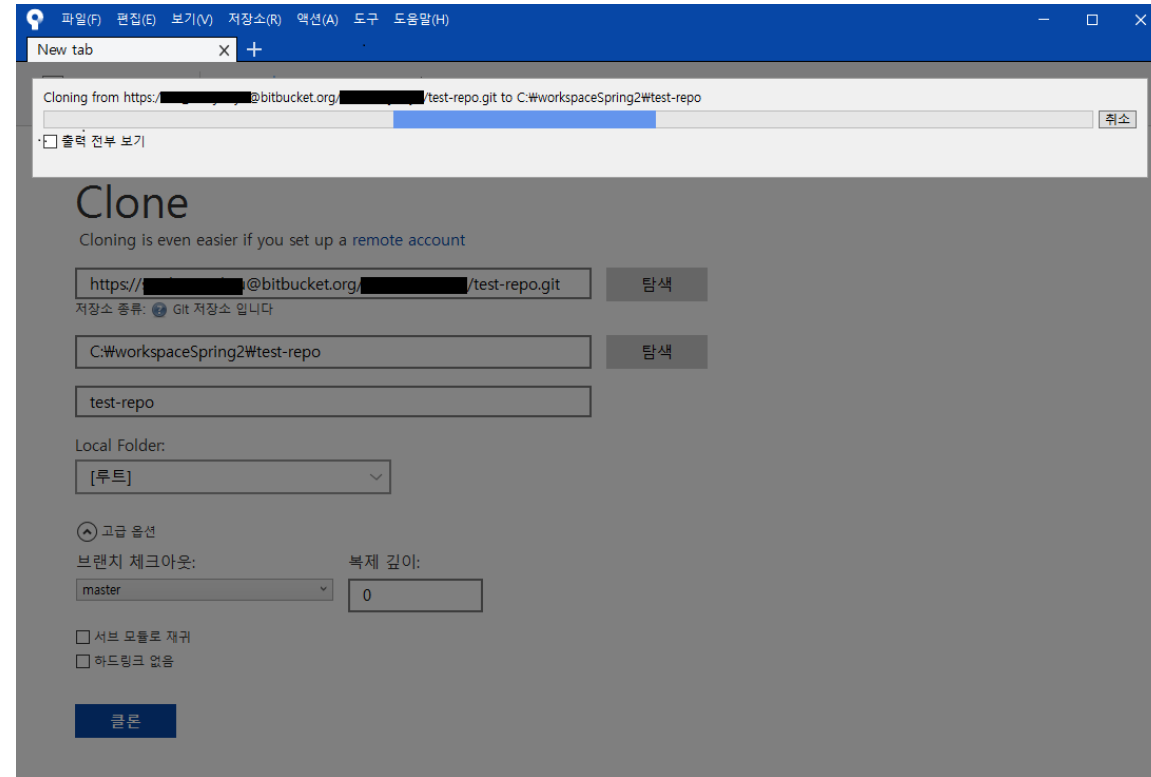 파일(F) 편집(E) 보기(V) 저장소(R) 액션(A) 도구 도움말(H)
New tab
Cloning from https:/ @bitbucket.org/ /test-repo.git to C:₩workspaceSpring2₩test-repo
취소
출력 전부 보기
Clone
Cloning is even easier if you set up a remote account
https:// @bitbucket.org/ /test-repo.git 탐색
저장소 종류: ? Git 저장소 입니다
C:₩workspaceSpring2₩test-repo 탐색
test-repo
Local Folder:
[루트]
고급 옵션
브랜치 체크아웃: 복제 깊이:
master 0
서브 모듈로 재귀
하드링크 없음
클론